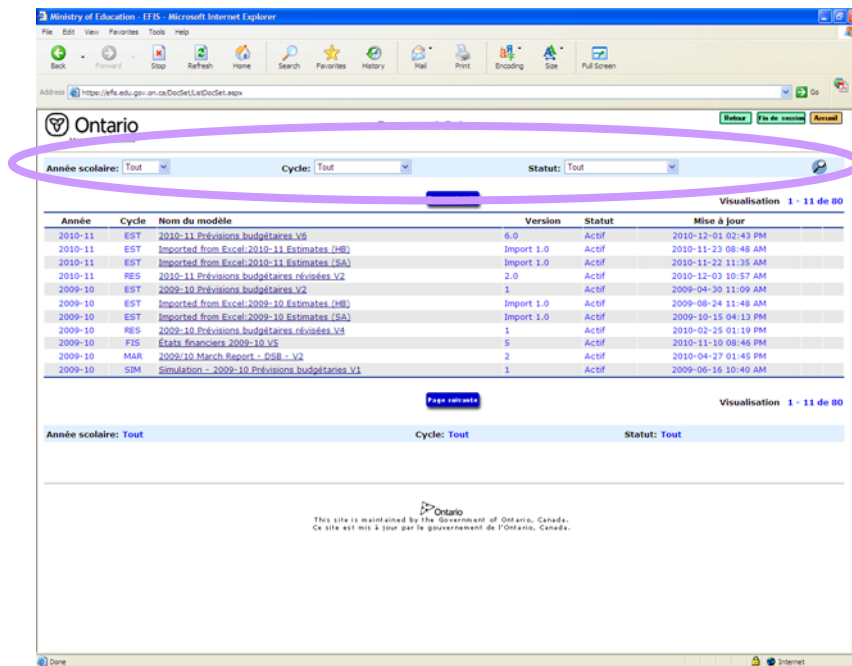 Ministry of Education - EFIS - Microsoft Internet Explorer
File Edit View Favorites Tools Help
Back Forward Stop Refresh Home Search Favorites History Mail Print Encoding Size Full Screen
Address https://efis.edu.gov.on.ca/DocSet/ListDocSet.aspx Go
Ontario Retour Fin de session Accueil
Année scolaire: Tout Cycle: Tout Statut: Tout
Visualisation 1 - 11 de 80
Année Cycle Nom du modèle Version Statut Mise à jour
2010-11 EST 2010-11 Prévisions budgétaires V6 6.0 Actif 2010-12-01 02:43 PM
2010-11 EST Imported from Excel:2010-11 Estimates (HB) Import 1.0 Actif 2010-11-23 08:48 AM
2010-11 EST Imported from Excel:2010-11 Estimates (SA) Import 1.0 Actif 2010-11-22 11:35 AM
2010-11 RES 2010-11 Prévisions budgétaires révisées V2 2.0 Actif 2010-12-03 10:57 AM
2009-10 EST 2009-10 Prévisions budgétaires V2 1 Actif 2009-04-30 11:09 AM
2009-10 EST Imported from Excel:2009-10 Estimates (HB) Import 1.0 Actif 2009-08-24 11:48 AM
2009-10 EST Imported from Excel:2009-10 Estimates (SA) Import 1.0 Actif 2009-10-15 04:13 PM
2009-10 RES 2009-10 Prévisions budgétaires révisées V4 1 Actif 2010-02-25 01:19 PM
2009-10 FIS États financiers 2009-10 V5 5 Actif 2010-11-10 08:46 PM
2009-10 MAR 2009/10 March Report - DSB - V2 2 Actif 2010-04-27 01:45 PM
2009-10 SIM Simulation - 2009-10 Prévisions budgétaires V1 1 Actif 2009-06-16 10:40 AM
Page suivante Visualisation 1 - 11 de 80
Année scolaire: Tout Cycle: Tout Statut: Tout
Ontario
This site is maintained by the Government of Ontario, Canada.
Ce site est mis à jour par le gouvernement de l'Ontario, Canada.
Done Internet